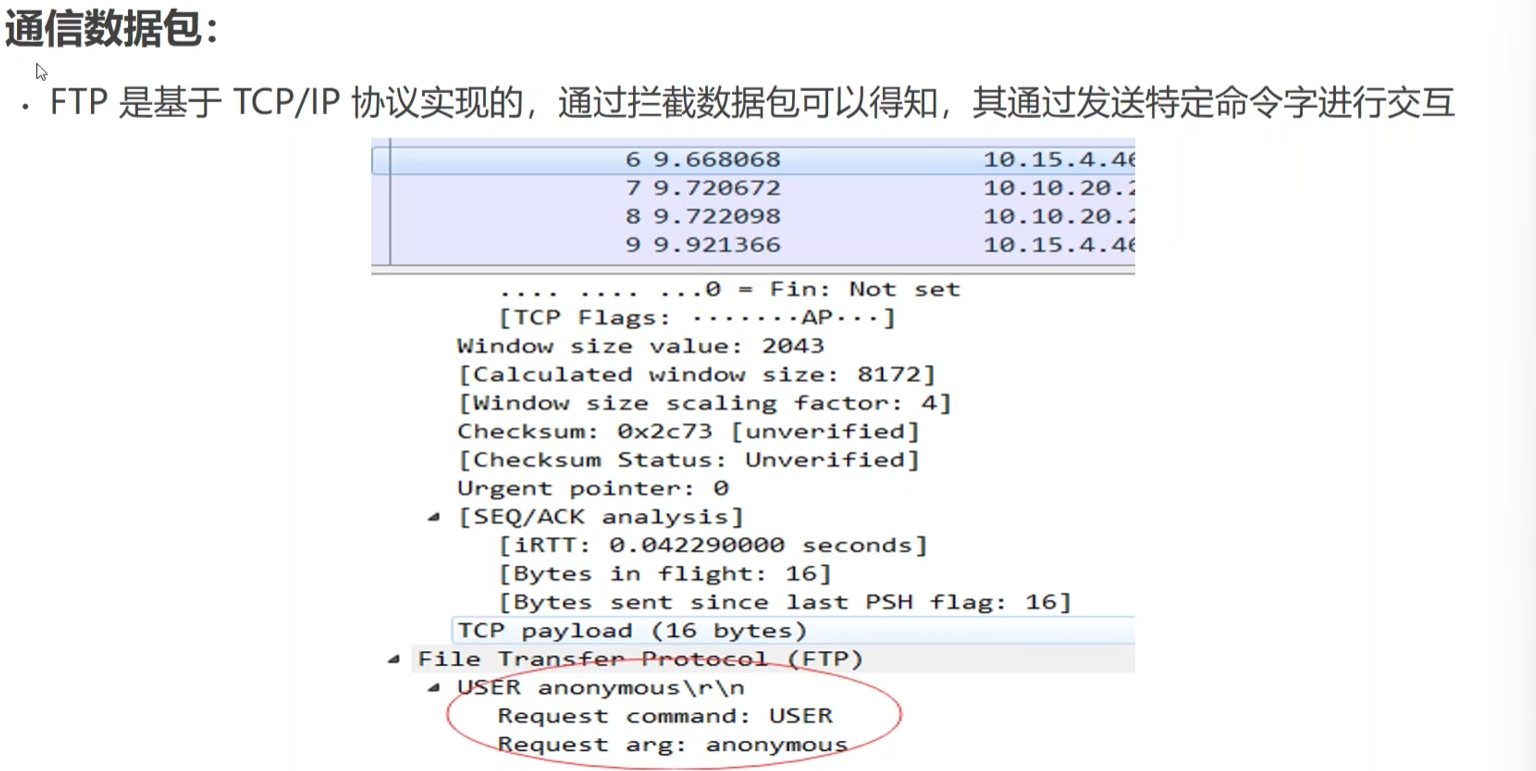 通信数据包：
· FTP 是基于 TCP/IP 协议实现的，通过拦截数据包可以得知，其通过发送特定命令字进行交互
6 9.668068 10.15.4.46
7 9.720672 10.10.20.2
8 9.722098 10.10.20.2
9 9.921366 10.15.4.46
.... .... ...0 = Fin: Not set
[TCP Flags: ·······AP···]
Window size value: 2043
[Calculated window size: 8172]
[Window size scaling factor: 4]
Checksum: 0x2c73 [unverified]
[Checksum Status: Unverified]
Urgent pointer: 0
[SEQ/ACK analysis]
[iRTT: 0.042290000 seconds]
[Bytes in flight: 16]
[Bytes sent since last PSH flag: 16]
TCP payload (16 bytes)
File Transfer Protocol (FTP)
USER anonymous\r\n
Request command: USER
Request arg: anonymous